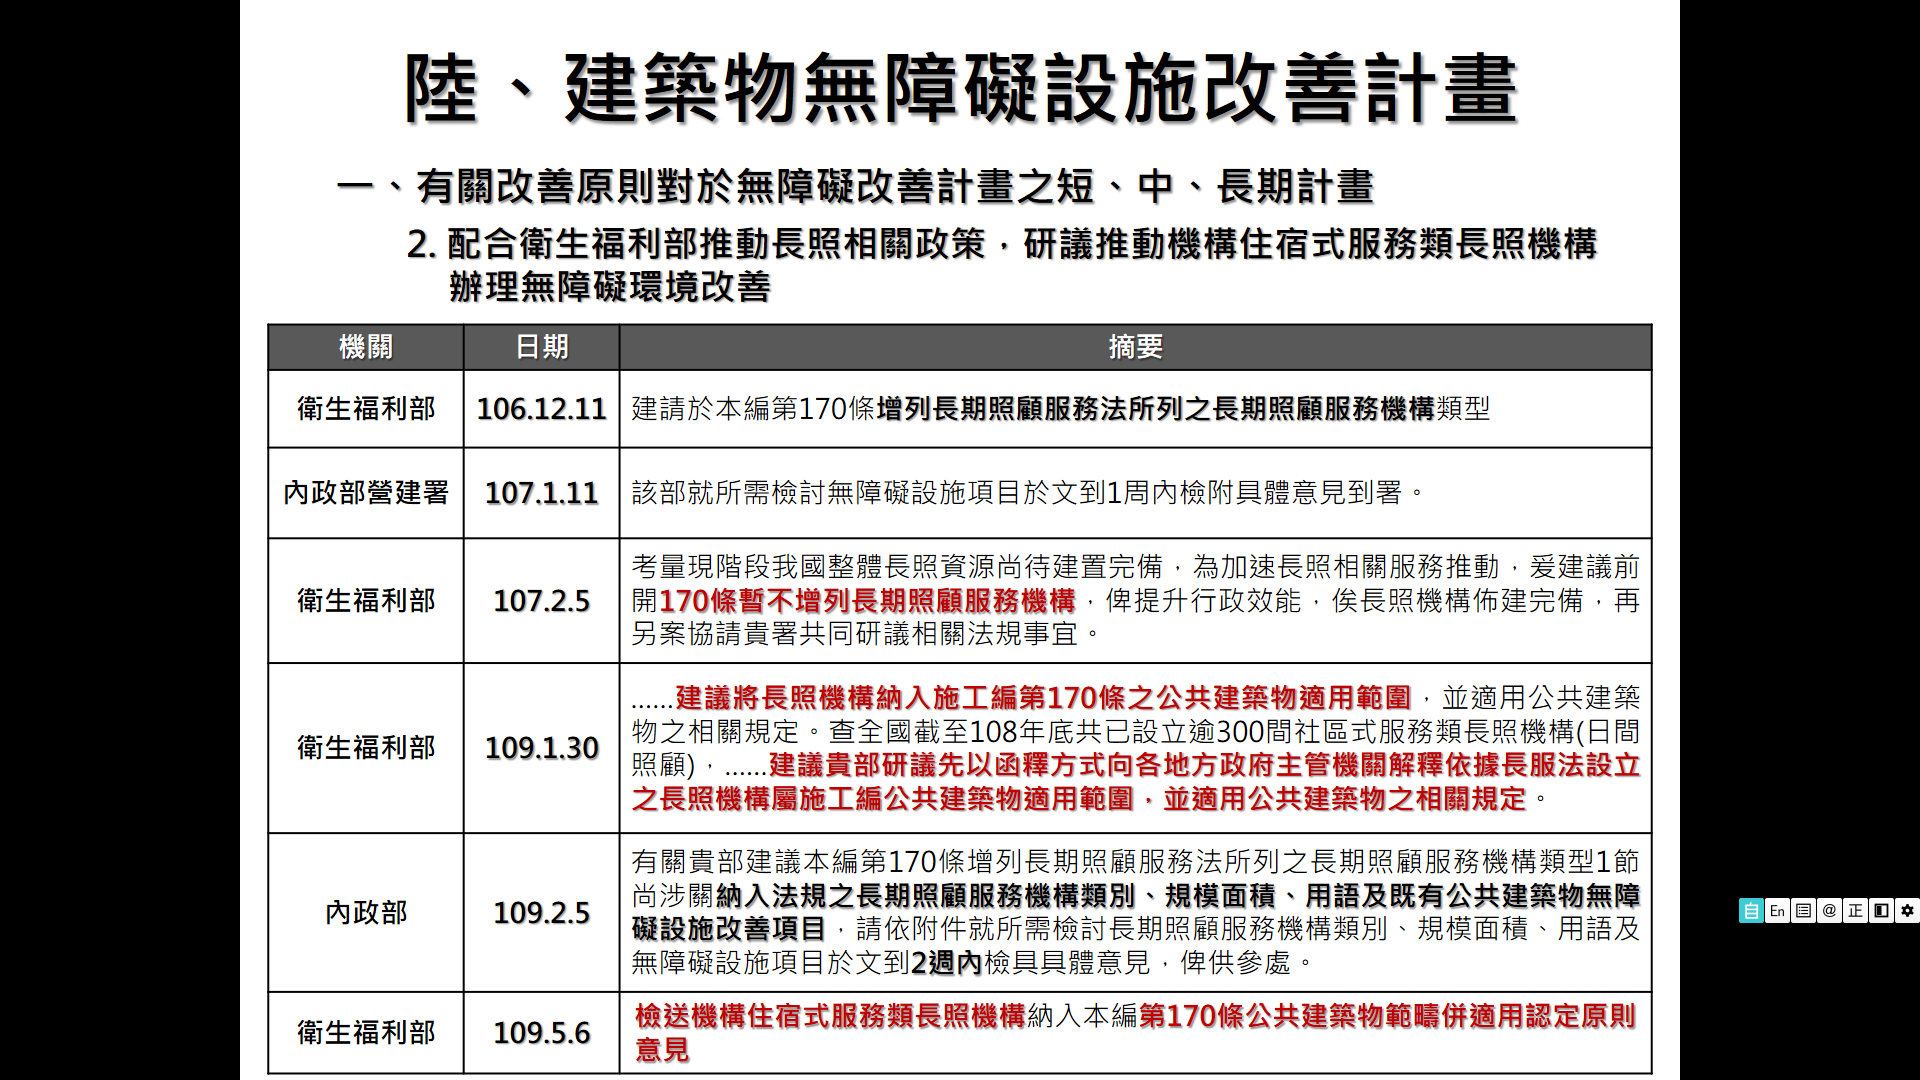 陸、建築物無障礙設施改善計畫
一、有關改善原則對於無障礙改善計畫之短、中、長期計畫
2. 配合衛生福利部推動長照相關政策，研議推動機構住宿式服務類長照機構
辦理無障礙環境改善
機關 日期 摘要
衛生福利部 106.12.11 建請於本編第170條增列長期照顧服務法所列之長期照顧服務機構類型
內政部營建署 107.1.11 該部就所需檢討無障礙設施項目於文到1周內檢附具體意見到署。
衛生福利部 107.2.5
考量現階段我國整體長照資源尚待建置完備，為加速長照相關服務推動，爰建議前
開170條暫不增列長期照顧服務機構，俾提升行政效能，俟長照機構佈建完備，再
另案協請貴署共同研議相關法規事宜。
衛生福利部 109.1.30
......建議將長照機構納入施工編第170條之公共建築物適用範圍，並適用公共建築
物之相關規定。查全國截至108年底共已設立逾300間社區式服務類長照機構(日間
照顧)，......建議貴部研議先以函釋方式向各地方政府主管機關解釋依據長服法設立
之長照機構屬施工編公共建築物適用範圍，並適用公共建築物之相關規定。
內政部 109.2.5
有關貴部建議本編第170條增列長期照顧服務法所列之長期照顧服務機構類型1節
尚涉關納入法規之長期照顧服務機構類別、規模面積、用語及既有公共建築物無障
礙設施改善項目，請依附件就所需檢討長期照顧服務機構類別、規模面積、用語及
無障礙設施項目於文到2週內檢具具體意見，俾供參處。
衛生福利部 109.5.6
檢送機構住宿式服務類長照機構納入本編第170條公共建築物範疇併適用認定原則
意見
自 En @ 正